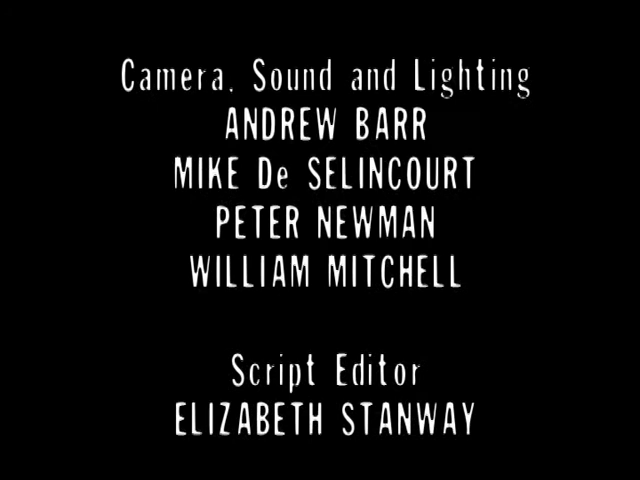 Camera, Sound and Lighting
ANDREW BARR
MIKE De SELINCOURT
PETER NEWMAN
WILLIAM MITCHELL
Script Editor
ELIZABETH STANWAY